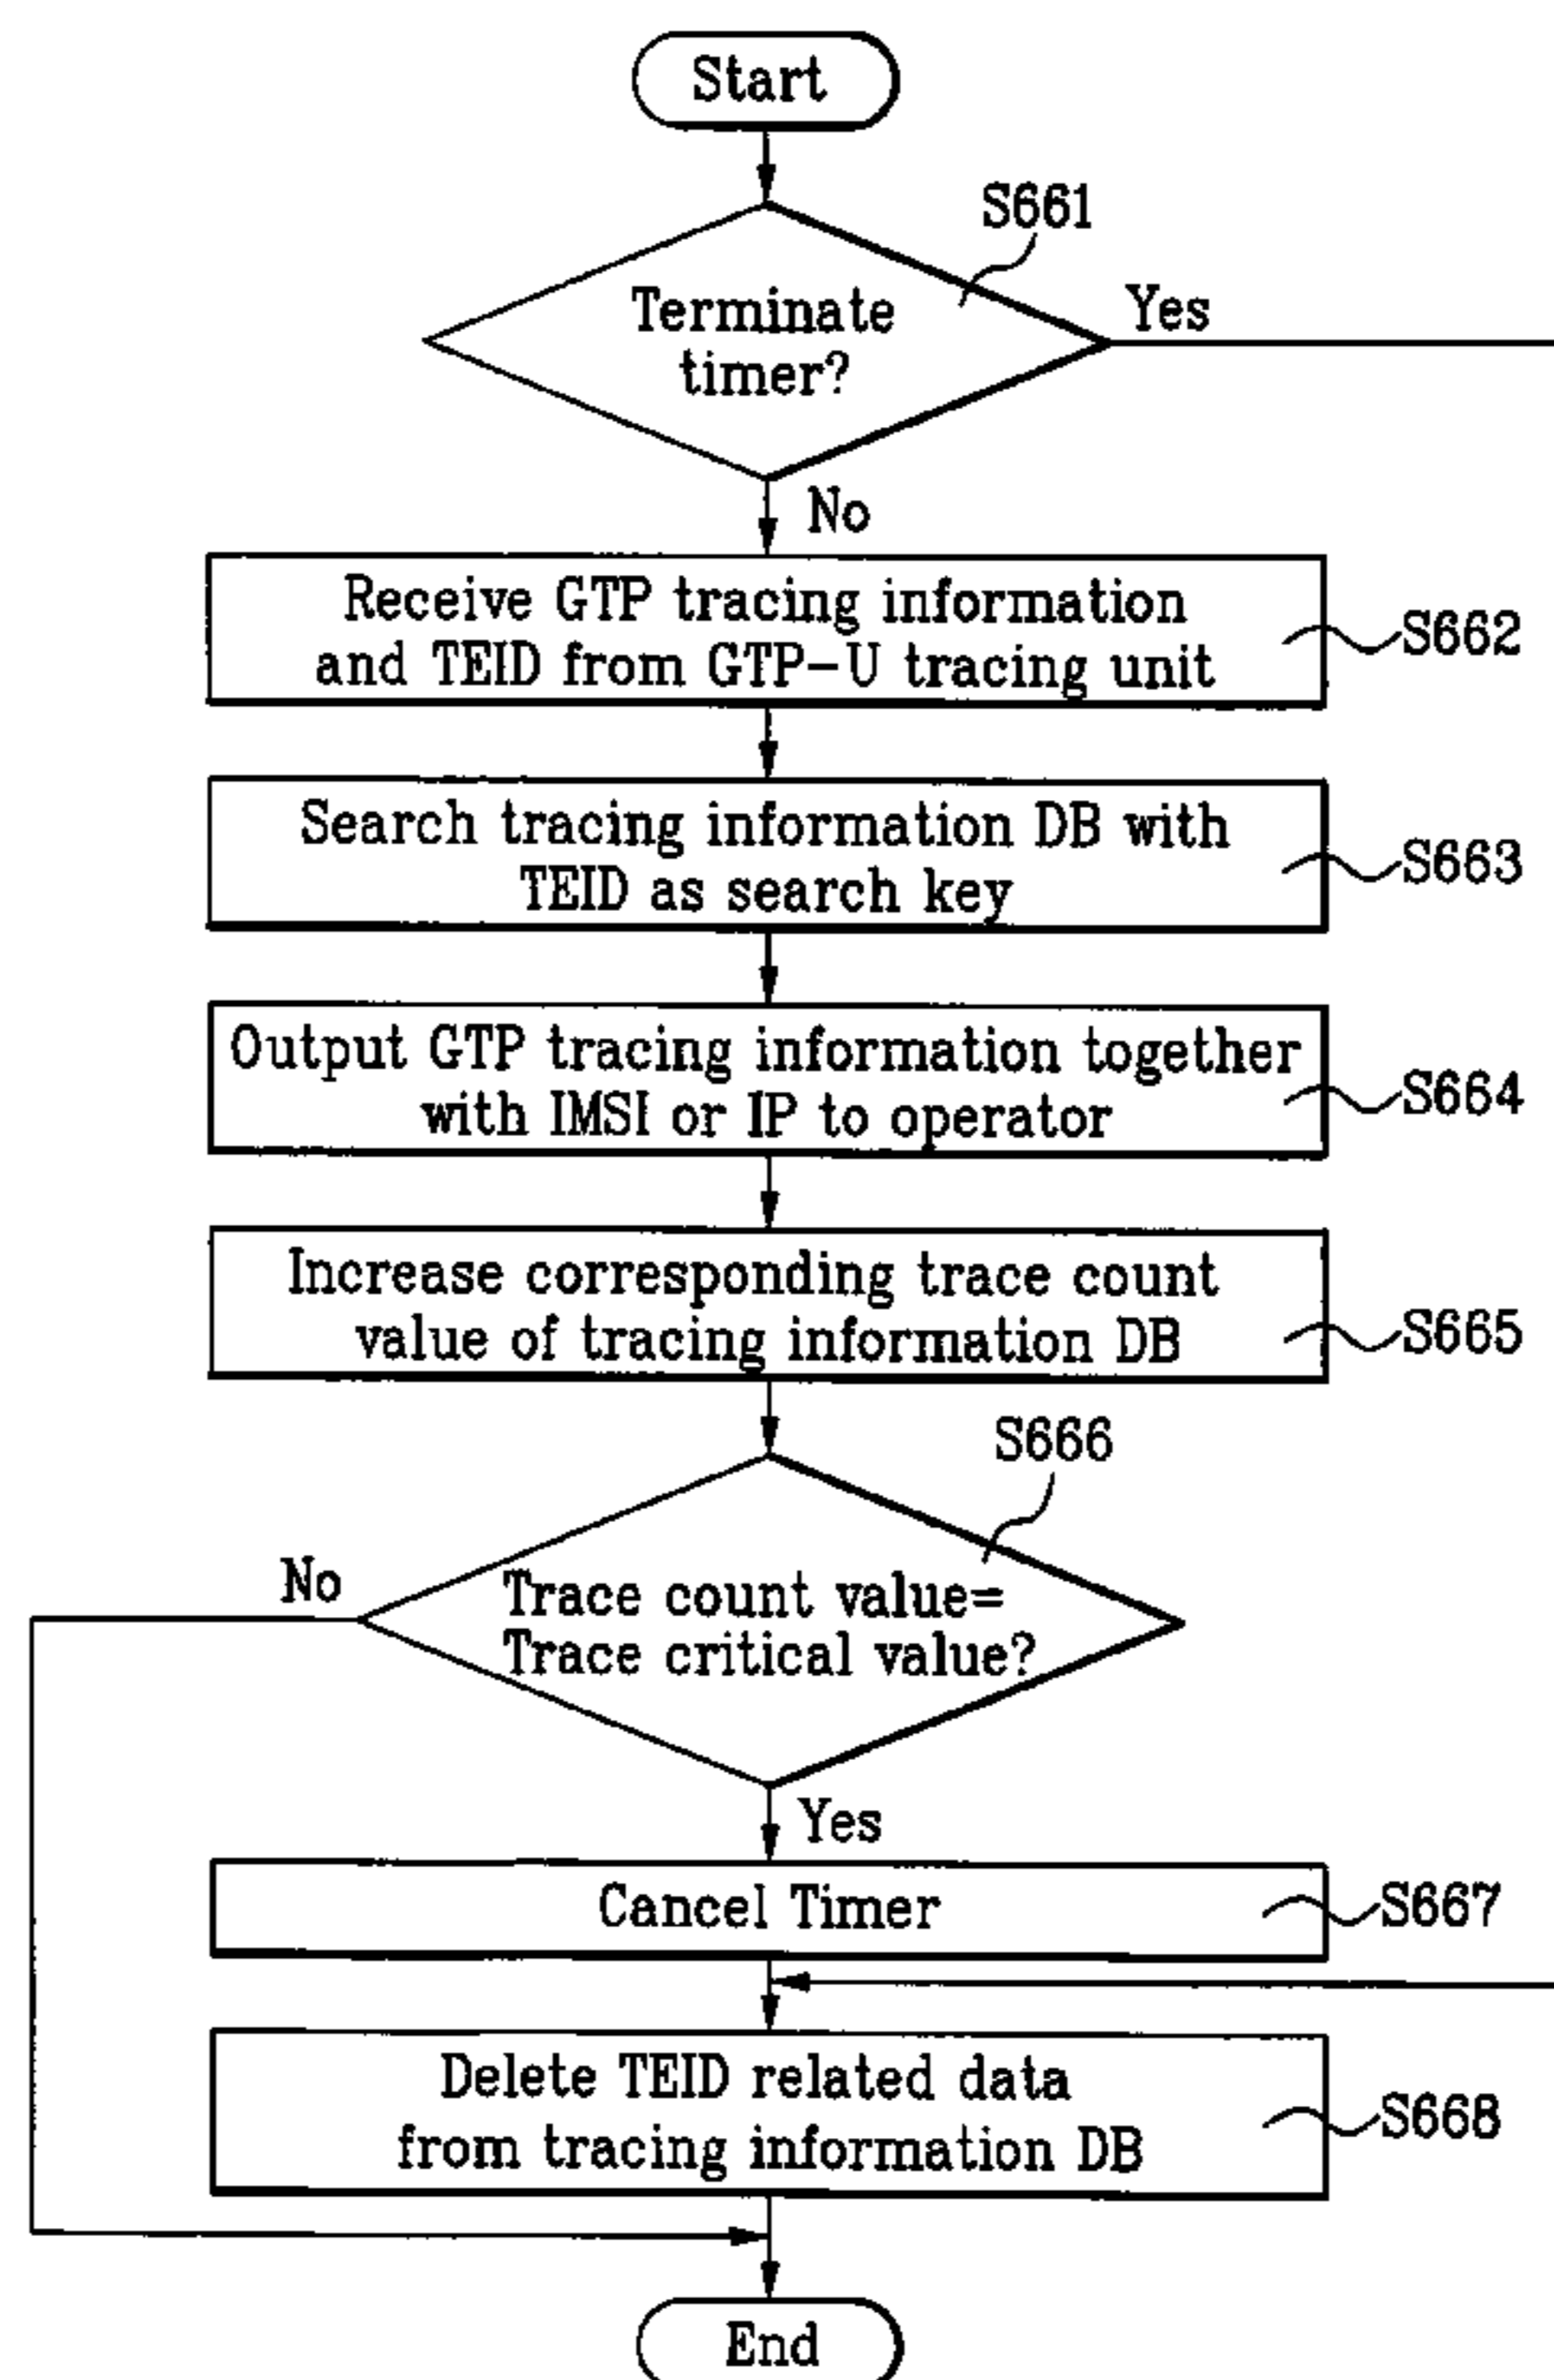 Start
S661
Terminate
timer?
Yes
No
Receive GTP tracing information
and TEID from GTP-U tracing unit
S662
Search tracing information DB with
TEID as search key
S663
Output GTP tracing information together
with IMSI or IP to operator
S664
Increase corresponding trace count
value of tracing information DB
S665
S666
No
Trace count value=
Trace critical value?
Yes
Cancel Timer
S667
Delete TEID related data
from tracing information DB
S668
End